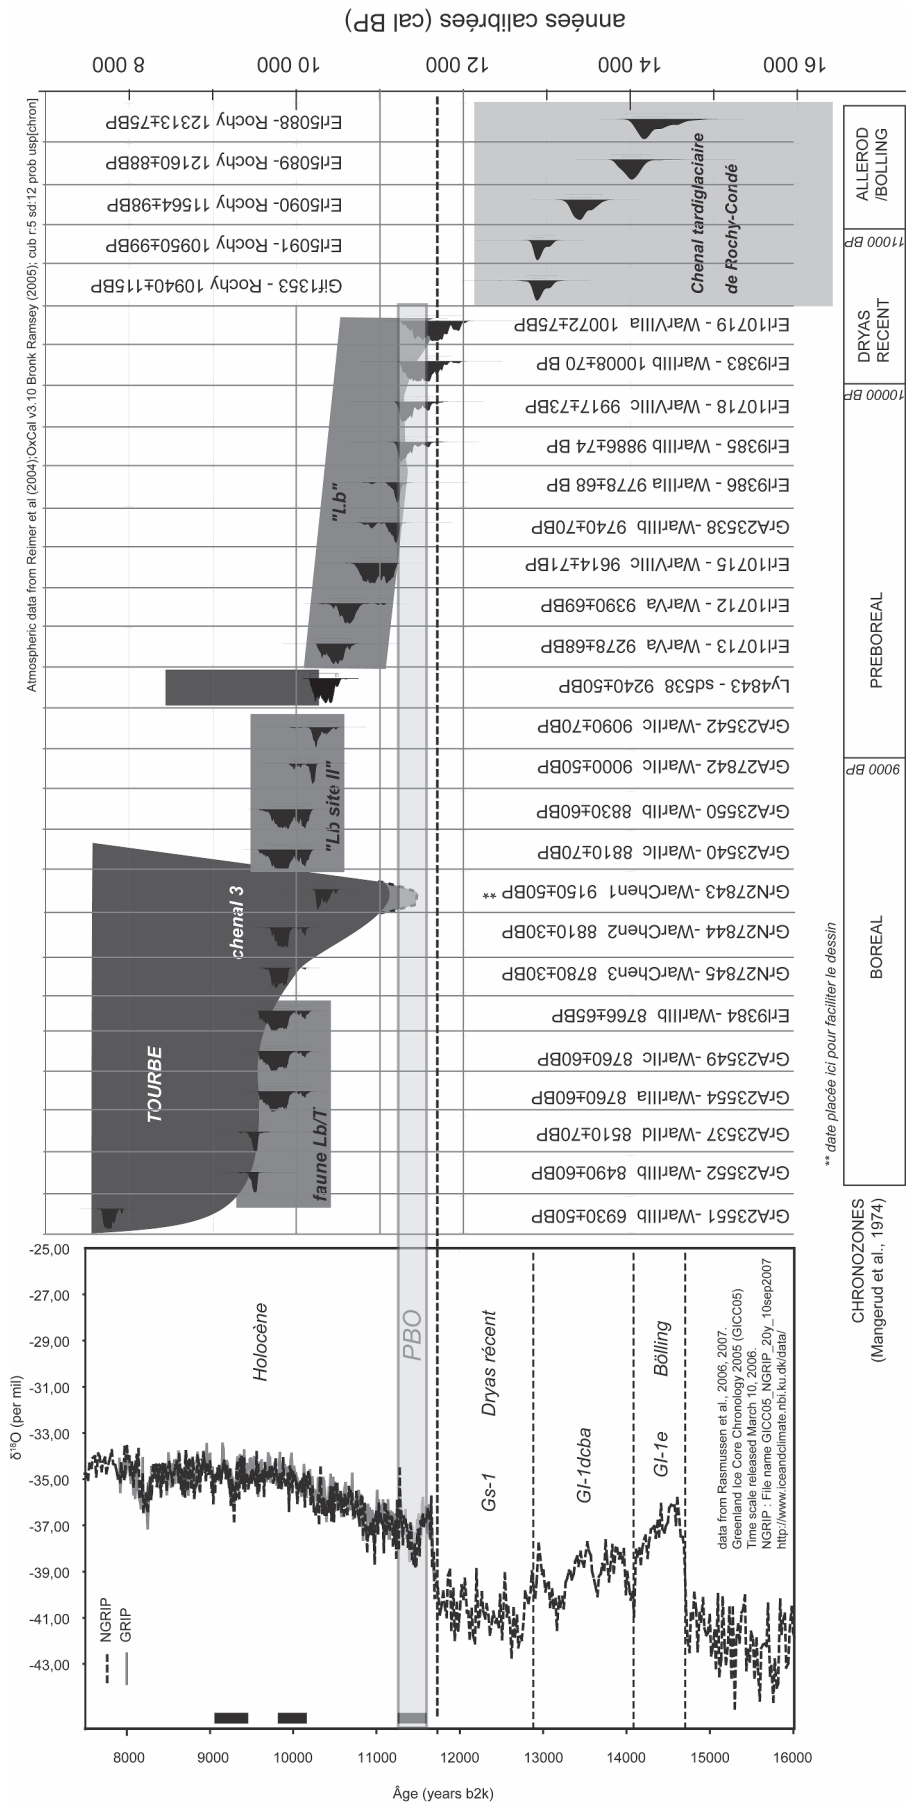 années calibrées (cal BP)
8 000
10 000
12 000
14 000
16 000
Atmospheric data from Reimer et al (2004);OxCal v3.10 Bronk Ramsey (2005); cub r:5 sd:12 prob usp[chron]
Erl5088- Rochy 12313±75BP
Erl5089- Rochy 12160±88BP
Erl5090- Rochy 11564±98BP
Erl5091- Rochy 10950±99BP
Gif1353 - Rochy 10940±115BP
Chenal tardiglaciaire
de Rochy-Condé
Erl10719 - WarVIIIa 10072±75BP
Erl9383 - WarIIIb 10008±70 BP
Erl10718 - WarVIIIc 9917±73BP
Erl9385 - WarIIIb 9886±74 BP
Erl9386 - WarIIIa 9778±68 BP
GrA23538 -WarIIIb 9740±70BP
Erl10715 - WarVIIIc 9614±71BP
Erl10712 - WarVa 9390±69BP
Erl10713 - WarVa 9278±68BP
Ly4843 - sd538 9240±50BP
GrA23542 -WarIIc 9090±70BP
GrA27842 -WarIIc 9000±50BP
GrA23550 -WarIIb 8830±60BP
GrA23540 -WarIIc 8810±70BP
GrN27843 -WarChen1 9150±50BP **
GrN27844 -WarChen2 8810±30BP
GrN27845 -WarChen3 8780±30BP
Erl9384 -WarIIIb 8766±65BP
GrA23549 -WarIIc 8760±60BP
GrA23554 -WarIIIa 8760±60BP
GrA23537 -WarIId 8510±70BP
GrA23552 -WarIIIb 8490±60BP
GrA23551 -WarIIIb 6930±50BP
"Lb"
"Lb site II"
chenal 3
TOURBE
faune Lb/T
** date placée ici pour faciliter le dessin
ALLEROD
/BOLLING
11000 BP
DRYAS
RECENT
10000 BP
PREBOREAL
9000 BP
BOREAL
CHRONOZONES
(Mangerud et al., 1974)
δ18O (per mil)
-25,00
-27,00
-29,00
-31,00
-33,00
-35,00
-37,00
-39,00
-41,00
-43,00
NGRIP
GRIP
Holocène
PBO
Dryas récent
Gs-1
GI-1dcba
Bölling
GI-1e
data from Rasmussen et al., 2006, 2007.
Greenland Ice Core Chronology 2005 (GICC05)
Time scale released March 10, 2006.
NGRIP : File name GICC05_NGRIP_20y_10sep2007
http://www.iceandclimate.nbi.ku.dk/data/
8000
9000
10000
11000
12000
13000
14000
15000
16000
Âge (years b2k)